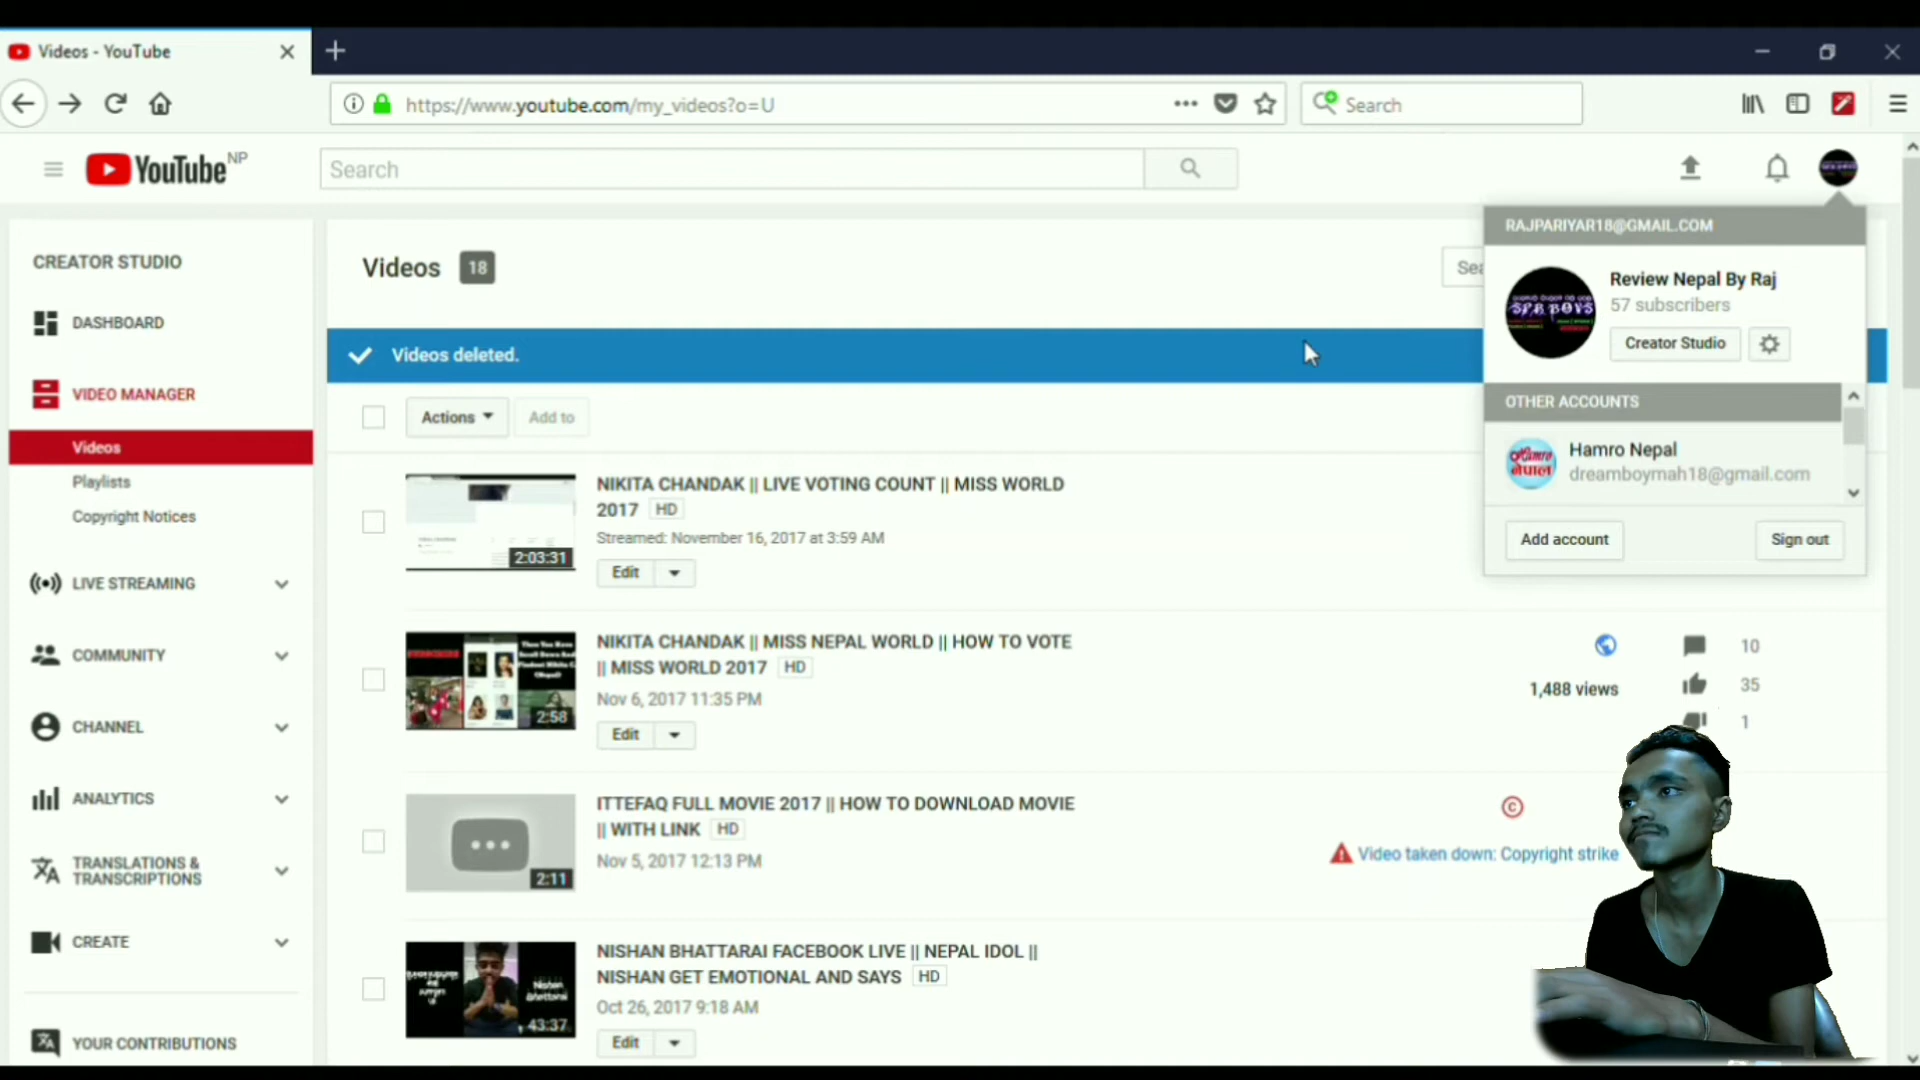 Videos - YouTube
https://www.youtube.com/my_videos?o=U
Search
YouTube NP
Search
RAJPARIYAR18@GMAIL.COM
Review Nepal By Raj
57 subscribers
Creator Studio
OTHER ACCOUNTS
Hamro Nepal
dreamboymah18@gmail.com
Add account
Sign out
CREATOR STUDIO
DASHBOARD
VIDEO MANAGER
Videos
Playlists
Copyright Notices
LIVE STREAMING
COMMUNITY
CHANNEL
ANALYTICS
TRANSLATIONS &
TRANSCRIPTIONS
CREATE
YOUR CONTRIBUTIONS
Videos 18
Sea
Videos deleted.
Actions
Add to
2:03:31
NIKITA CHANDAK || LIVE VOTING COUNT || MISS WORLD
2017 HD
Streamed: November 16, 2017 at 3:59 AM
Edit
2:58
NIKITA CHANDAK || MISS NEPAL WORLD || HOW TO VOTE
|| MISS WORLD 2017 HD
Nov 6, 2017 11:35 PM
Edit
1,488 views
10
35
1
2:11
ITTEFAQ FULL MOVIE 2017 || HOW TO DOWNLOAD MOVIE
|| WITH LINK HD
Nov 5, 2017 12:13 PM
Video taken down: Copyright strike
43:37
NISHAN BHATTARAI FACEBOOK LIVE || NEPAL IDOL ||
NISHAN GET EMOTIONAL AND SAYS HD
Oct 26, 2017 9:18 AM
Edit